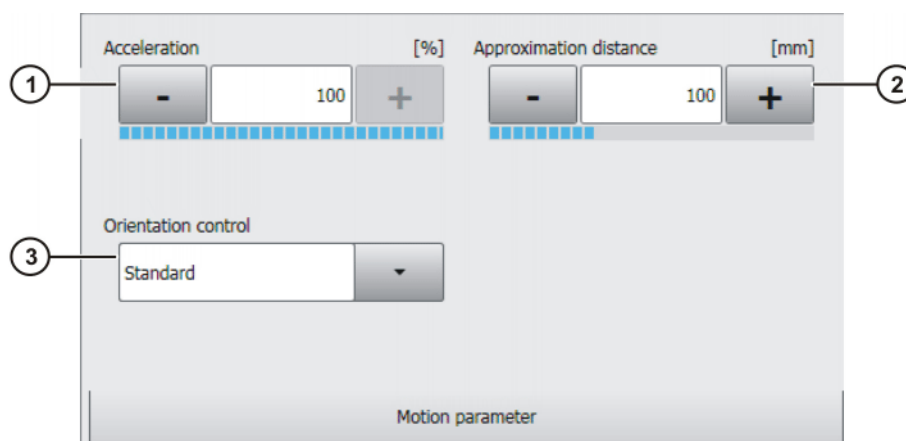 Acceleration [%] Approximation distance [mm]
1 - 100 + - 100 + 2
Orientation control
3 Standard
Motion parameter